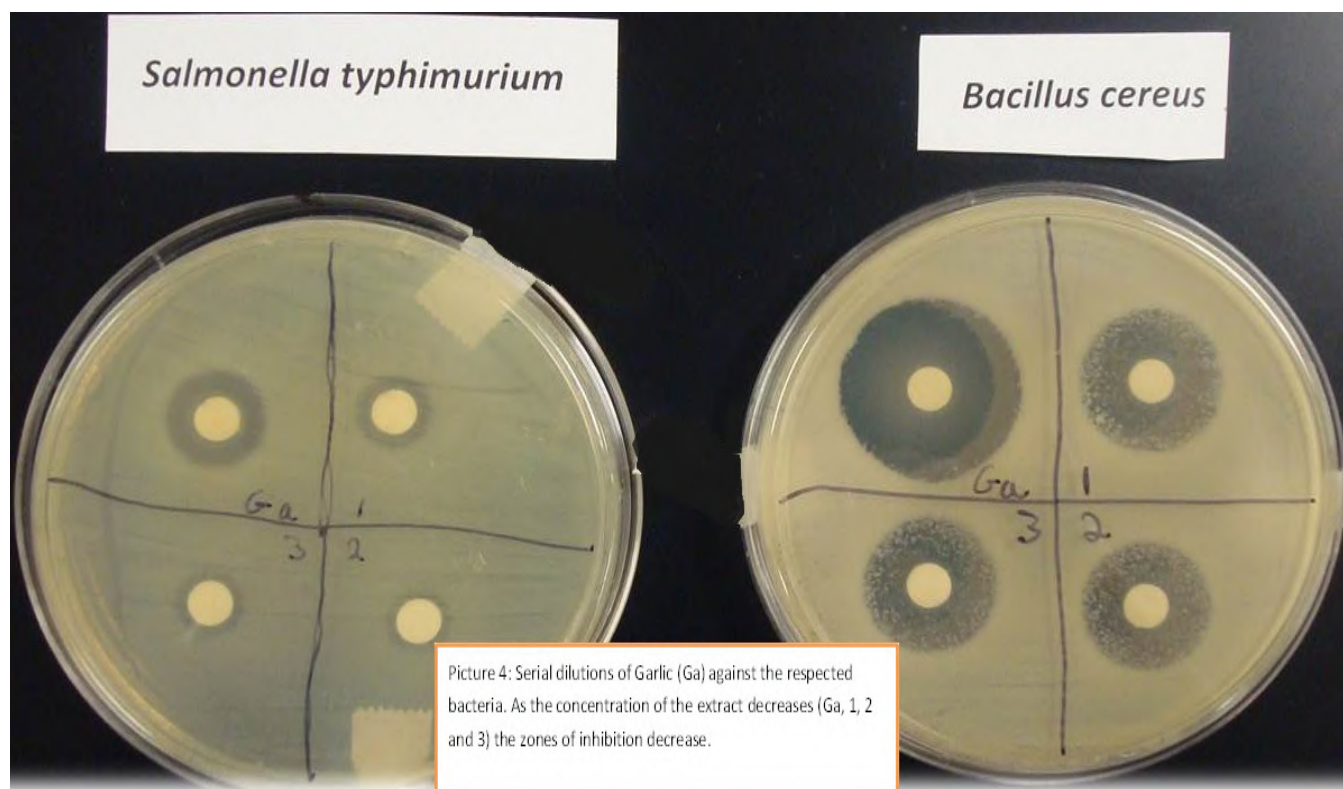 Salmonella typhimurium
Bacillus cereus
Ga 1
3 2
Ga 1
3 2
Picture 4: Serial dilutions of Garlic (Ga) against the respected
bacteria. As the concentration of the extract decreases (Ga, 1, 2
and 3) the zones of inhibition decrease.